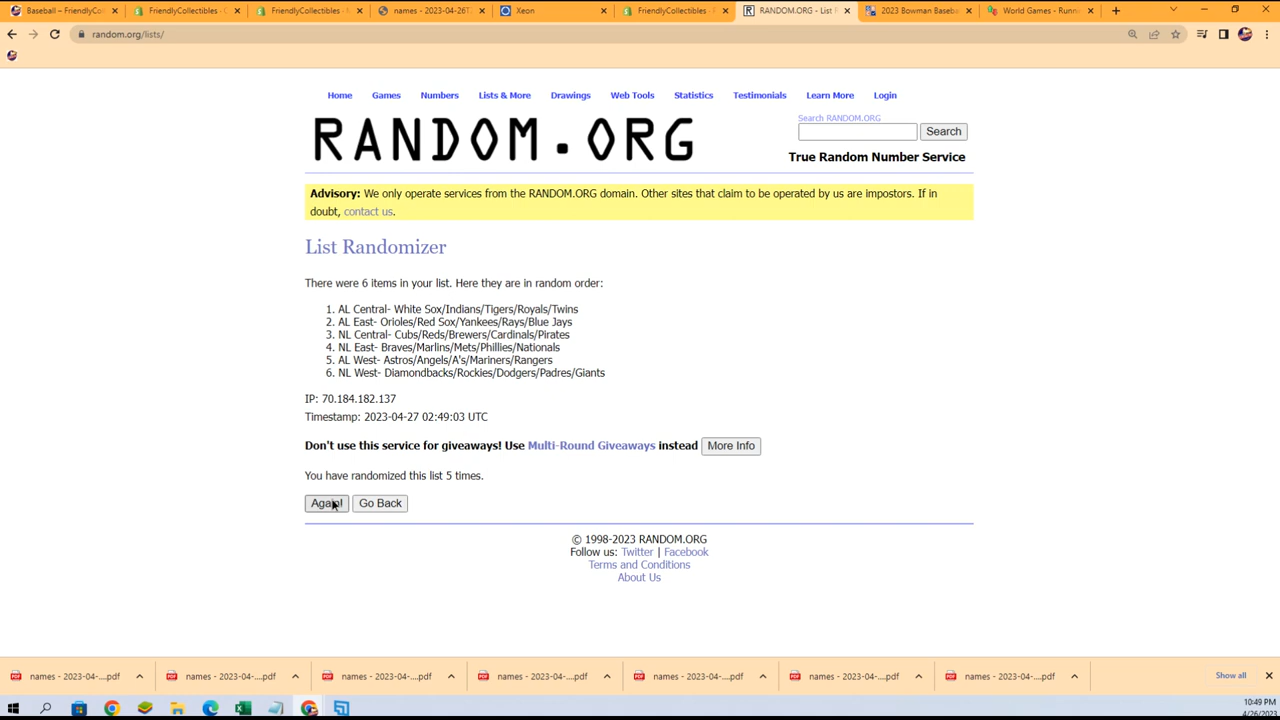 Baseball – FriendlyCol
FriendlyCollectibles -
FriendlyCollectibles -
names - 2023-04-26T
Xeon
FriendlyCollectibles -
RANDOM.ORG - List R
2023 Bowman Baseba
World Games - Runn
random.org/lists/
Home Games Numbers Lists & More Drawings Web Tools Statistics Testimonials Learn More Login
Search RANDOM.ORG
RANDOM.ORG
Search
True Random Number Service
Advisory: We only operate services from the RANDOM.ORG domain. Other sites that claim to be operated by us are impostors. If in
doubt, contact us.
List Randomizer
There were 6 items in your list. Here they are in random order:
1. AL Central- White Sox/Indians/Tigers/Royals/Twins
2. AL East- Orioles/Red Sox/Yankees/Rays/Blue Jays
3. NL Central- Cubs/Reds/Brewers/Cardinals/Pirates
4. NL East- Braves/Marlins/Mets/Phillies/Nationals
5. AL West- Astros/Angels/A's/Mariners/Rangers
6. NL West- Diamondbacks/Rockies/Dodgers/Padres/Giants
IP: 70.184.182.137
Timestamp: 2023-04-27 02:49:03 UTC
Don't use this service for giveaways! Use Multi-Round Giveaways instead More Info
You have randomized this list 5 times.
Again! Go Back
© 1998-2023 RANDOM.ORG
Follow us: Twitter | Facebook
Terms and Conditions
About Us
names - 2023-04-....pdf
names - 2023-04-....pdf
names - 2023-04-....pdf
names - 2023-04-....pdf
names - 2023-04-....pdf
names - 2023-04-....pdf
names - 2023-04-....pdf
Show all
10:49 PM
4/26/2023